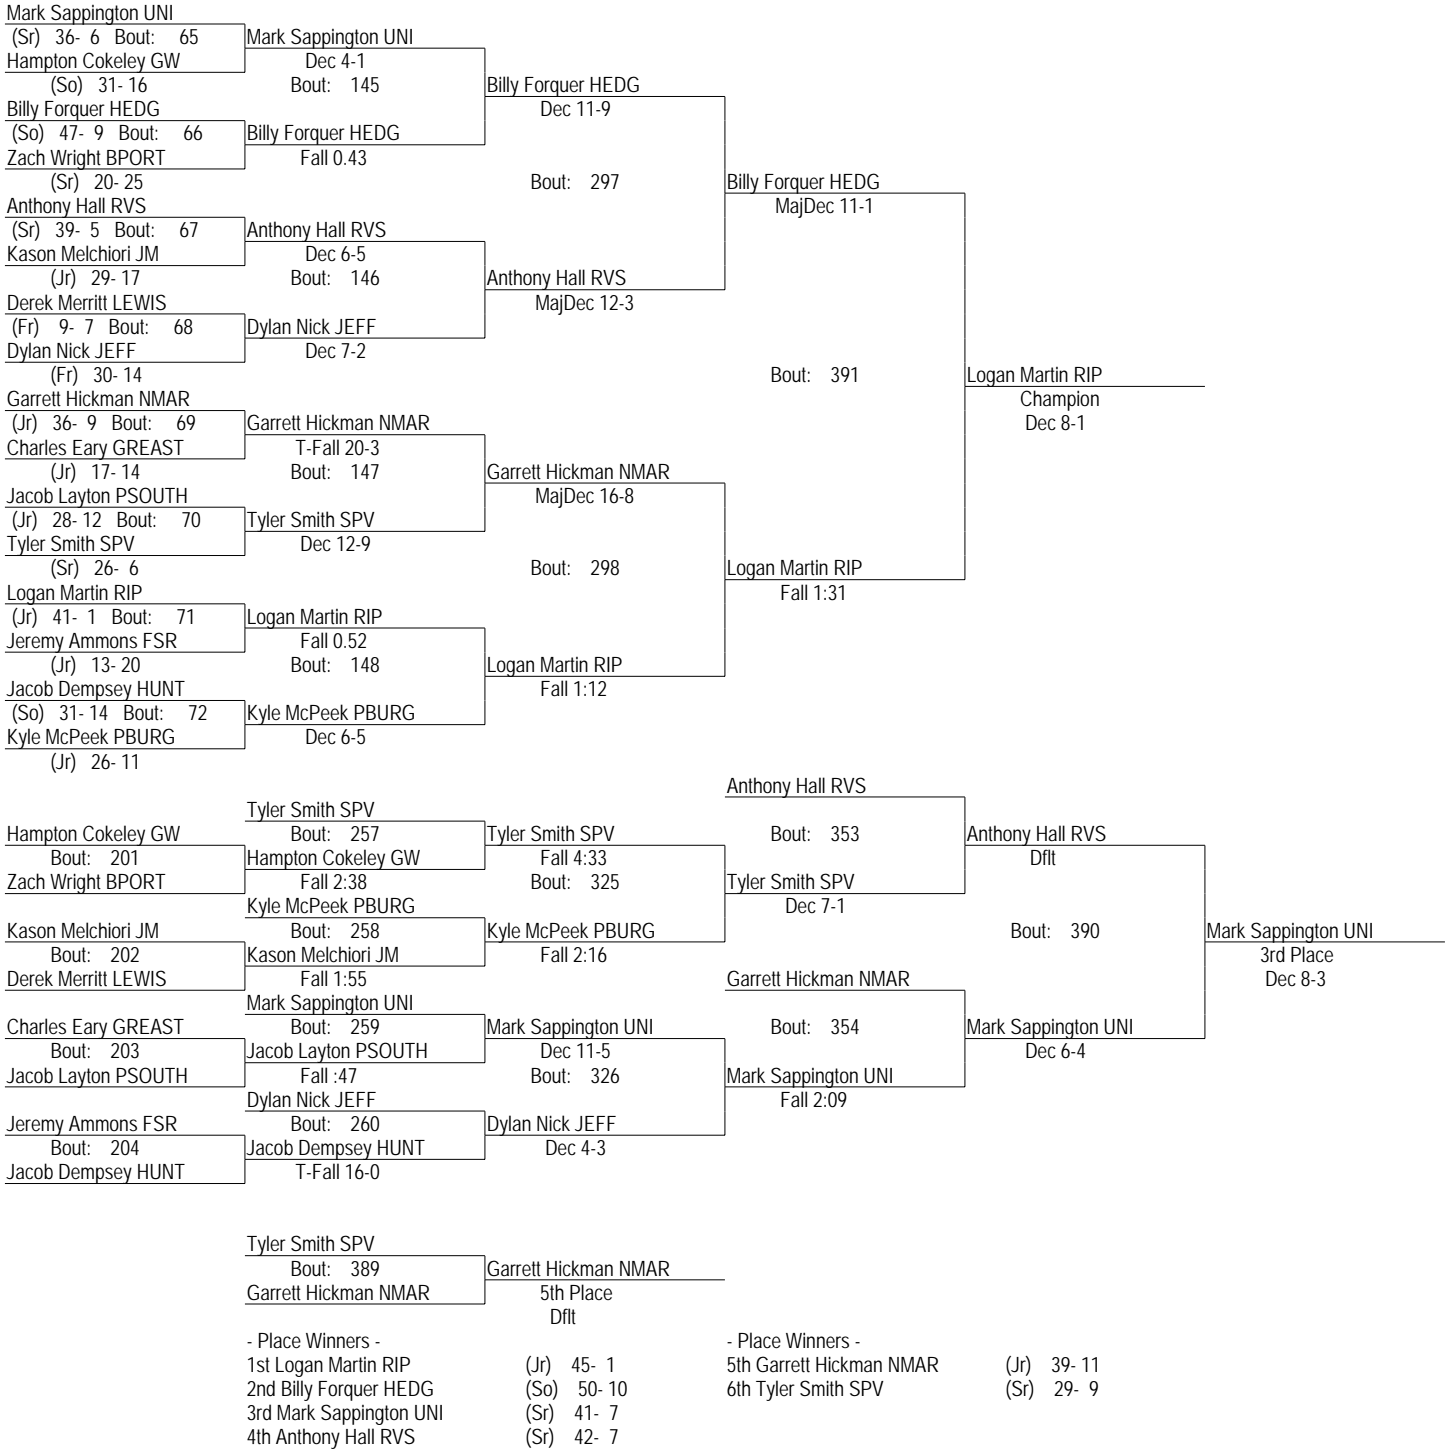 Mark Sappington UNI
(Sr) 36- 6 Bout: 65 Mark Sappington UNI
Hampton Cokeley GW Dec 4-1
(So) 31- 16 Bout: 145 Billy Forquer HEDG
Billy Forquer HEDG Dec 11-9
(So) 47- 9 Bout: 66 Billy Forquer HEDG
Zach Wright BPORT Fall 0.43
(Sr) 20- 25 Bout: 297 Billy Forquer HEDG
Anthony Hall RVS MajDec 11-1
(Sr) 39- 5 Bout: 67 Anthony Hall RVS
Kason Melchiori JM Dec 6-5
(Jr) 29- 17 Bout: 146 Anthony Hall RVS
Derek Merritt LEWIS MajDec 12-3
(Fr) 9- 7 Bout: 68 Dylan Nick JEFF
Dylan Nick JEFF Dec 7-2
(Fr) 30- 14 Bout: 391 Logan Martin RIP
Garrett Hickman NMAR Champion
(Jr) 36- 9 Bout: 69 Garrett Hickman NMAR Dec 8-1
Charles Eary GREAST T-Fall 20-3
(Jr) 17- 14 Bout: 147 Garrett Hickman NMAR
Jacob Layton PSOUTH MajDec 16-8
(Jr) 28- 12 Bout: 70 Tyler Smith SPV
Tyler Smith SPV Dec 12-9
(Sr) 26- 6 Bout: 298 Logan Martin RIP
Logan Martin RIP Fall 1:31
(Jr) 41- 1 Bout: 71 Logan Martin RIP
Jeremy Ammons FSR Fall 0.52
(Jr) 13- 20 Bout: 148 Logan Martin RIP
Jacob Dempsey HUNT Fall 1:12
(So) 31- 14 Bout: 72 Kyle McPeek PBURG
Kyle McPeek PBURG Dec 6-5
(Jr) 26- 11
Anthony Hall RVS
Tyler Smith SPV
Hampton Cokeley GW Bout: 257 Tyler Smith SPV Bout: 353 Anthony Hall RVS
Bout: 201 Hampton Cokeley GW Fall 4:33 Dflt
Zach Wright BPORT Fall 2:38 Bout: 325 Tyler Smith SPV
Kyle McPeek PBURG Dec 7-1
Kason Melchiori JM Bout: 258 Kyle McPeek PBURG Bout: 390 Mark Sappington UNI
Bout: 202 Kason Melchiori JM Fall 2:16 3rd Place
Derek Merritt LEWIS Fall 1:55 Garrett Hickman NMAR Dec 8-3
Mark Sappington UNI
Charles Eary GREAST Bout: 259 Mark Sappington UNI Bout: 354 Mark Sappington UNI
Bout: 203 Jacob Layton PSOUTH Dec 11-5 Dec 6-4
Jacob Layton PSOUTH Fall :47 Bout: 326 Mark Sappington UNI
Dylan Nick JEFF Fall 2:09
Jeremy Ammons FSR Bout: 260 Dylan Nick JEFF
Bout: 204 Jacob Dempsey HUNT Dec 4-3
Jacob Dempsey HUNT T-Fall 16-0
Tyler Smith SPV
Bout: 389 Garrett Hickman NMAR
Garrett Hickman NMAR 5th Place
Dflt
- Place Winners - - Place Winners -
1st Logan Martin RIP (Jr) 45- 1 5th Garrett Hickman NMAR (Jr) 39- 11
2nd Billy Forquer HEDG (So) 50- 10 6th Tyler Smith SPV (Sr) 29- 9
3rd Mark Sappington UNI (Sr) 41- 7
4th Anthony Hall RVS (Sr) 42- 7